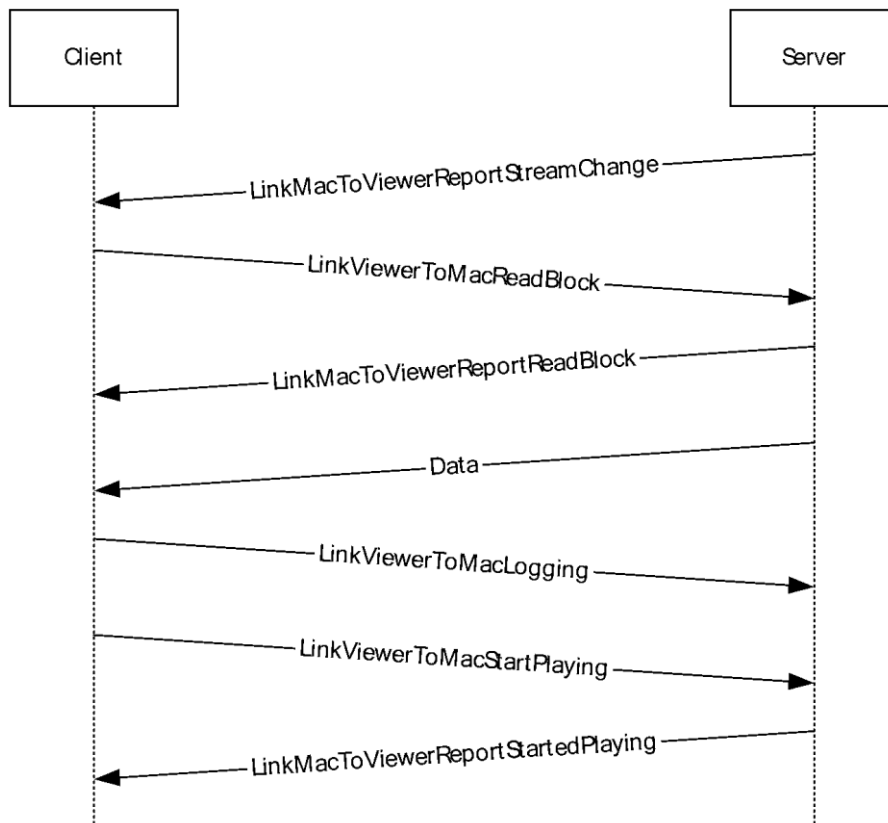 Client
Server
LinkMacToViewerReportStreamChange
LinkViewerToMacReadBlock
LinkMacToViewerReportReadBlock
Data
LinkViewerToMacLogging
LinkViewerToMacStartPlaying
LinkMacToViewerReportStartedPlaying